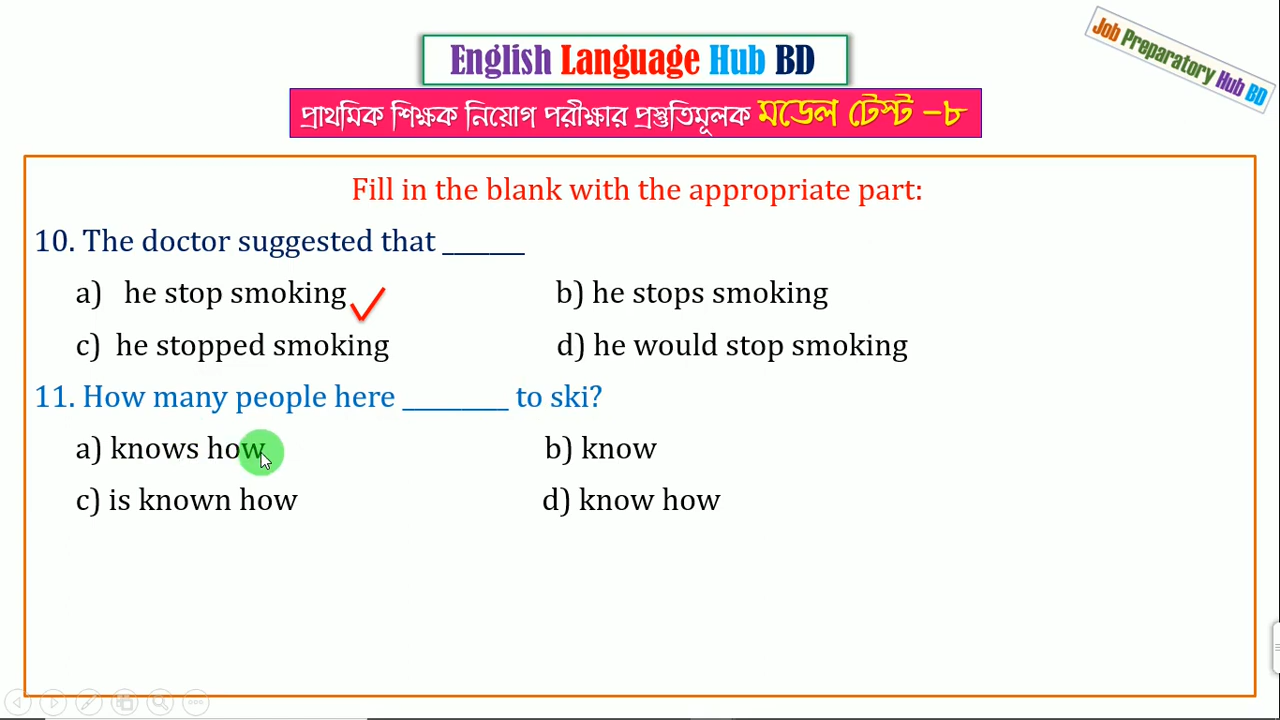 English Language Hub BD
Job Preparatory Hub BD
প্রাথমিক শিক্ষক নিয়োগ পরীক্ষার প্রস্তুতিমূলক মডেল টেস্ট -৮
Fill in the blank with the appropriate part:
10. The doctor suggested that _______
a) he stop smoking b) he stops smoking
c) he stopped smoking d) he would stop smoking
11. How many people here _________ to ski?
a) knows how b) know
c) is known how d) know how